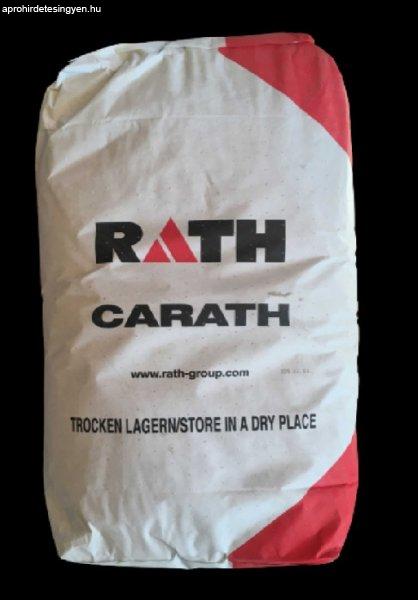 aprohirdetesingyen.hu
RATH
CARATH
www.rath-group.com
TROCKEN LAGERN/STORE IN A DRY PLACE